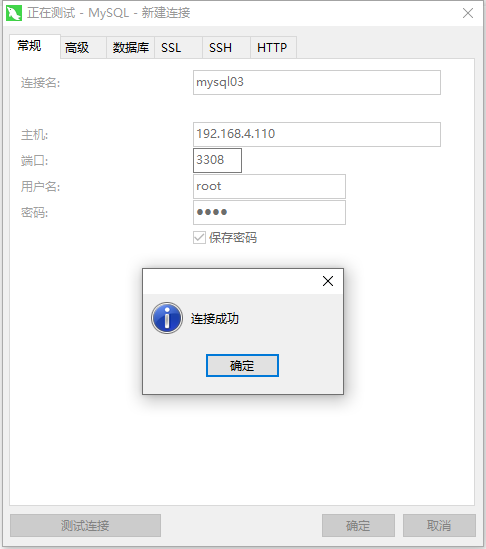 正在测试 - MySQL - 新建连接
常规 高级 数据库 SSL SSH HTTP
连接名: mysql03
主机: 192.168.4.110
端口: 3308
用户名: root
密码: ●●●●
保存密码
连接成功
确定
测试连接 确定 取消